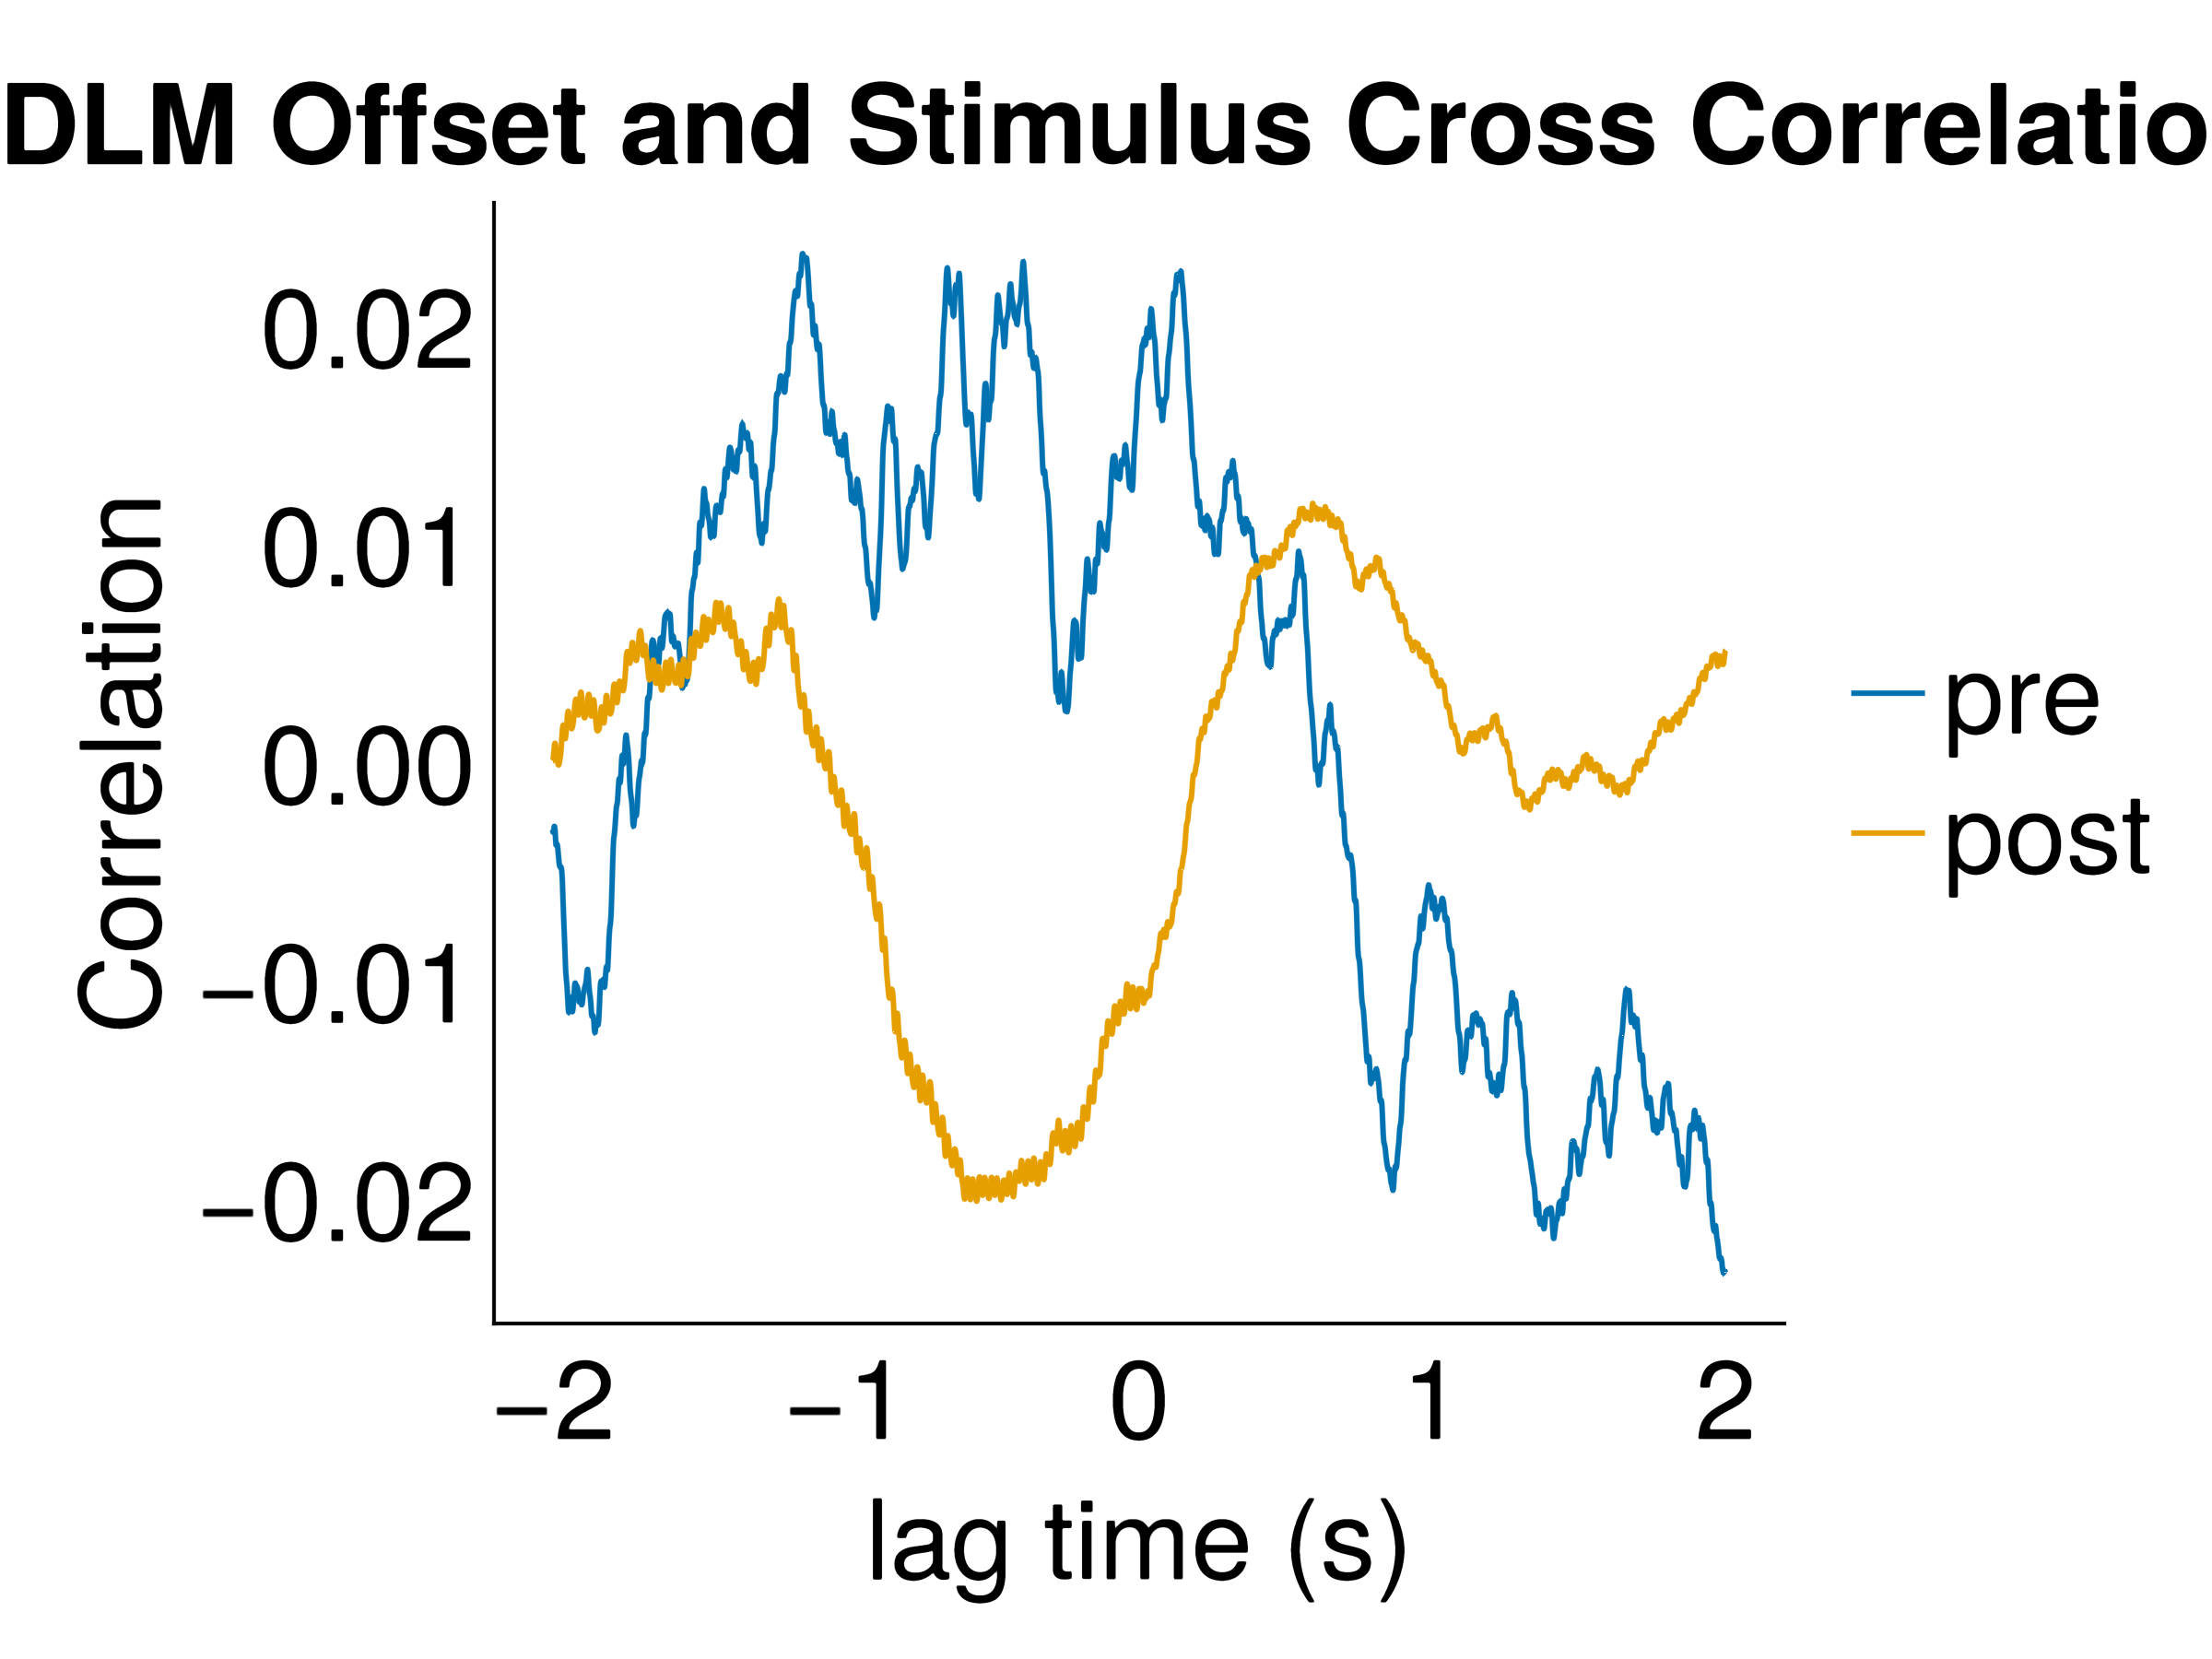 DLM Offset and Stimulus Cross Correlatio
0.02
0.01
0.00
−0.01
−0.02
Correlation
−2 −1 0 1 2
lag time (s)
pre
post